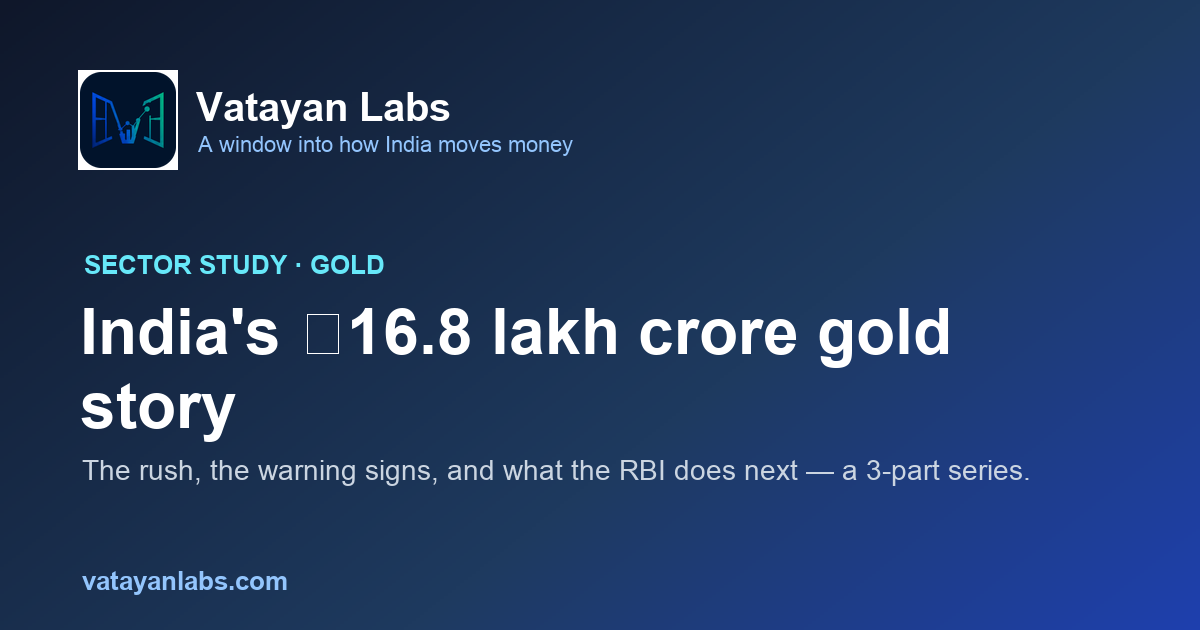 Vatayan Labs
A window into how India moves money
SECTOR STUDY · GOLD
India's □16.8 lakh crore gold
story
The rush, the warning signs, and what the RBI does next — a 3-part series.
vatayanlabs.com